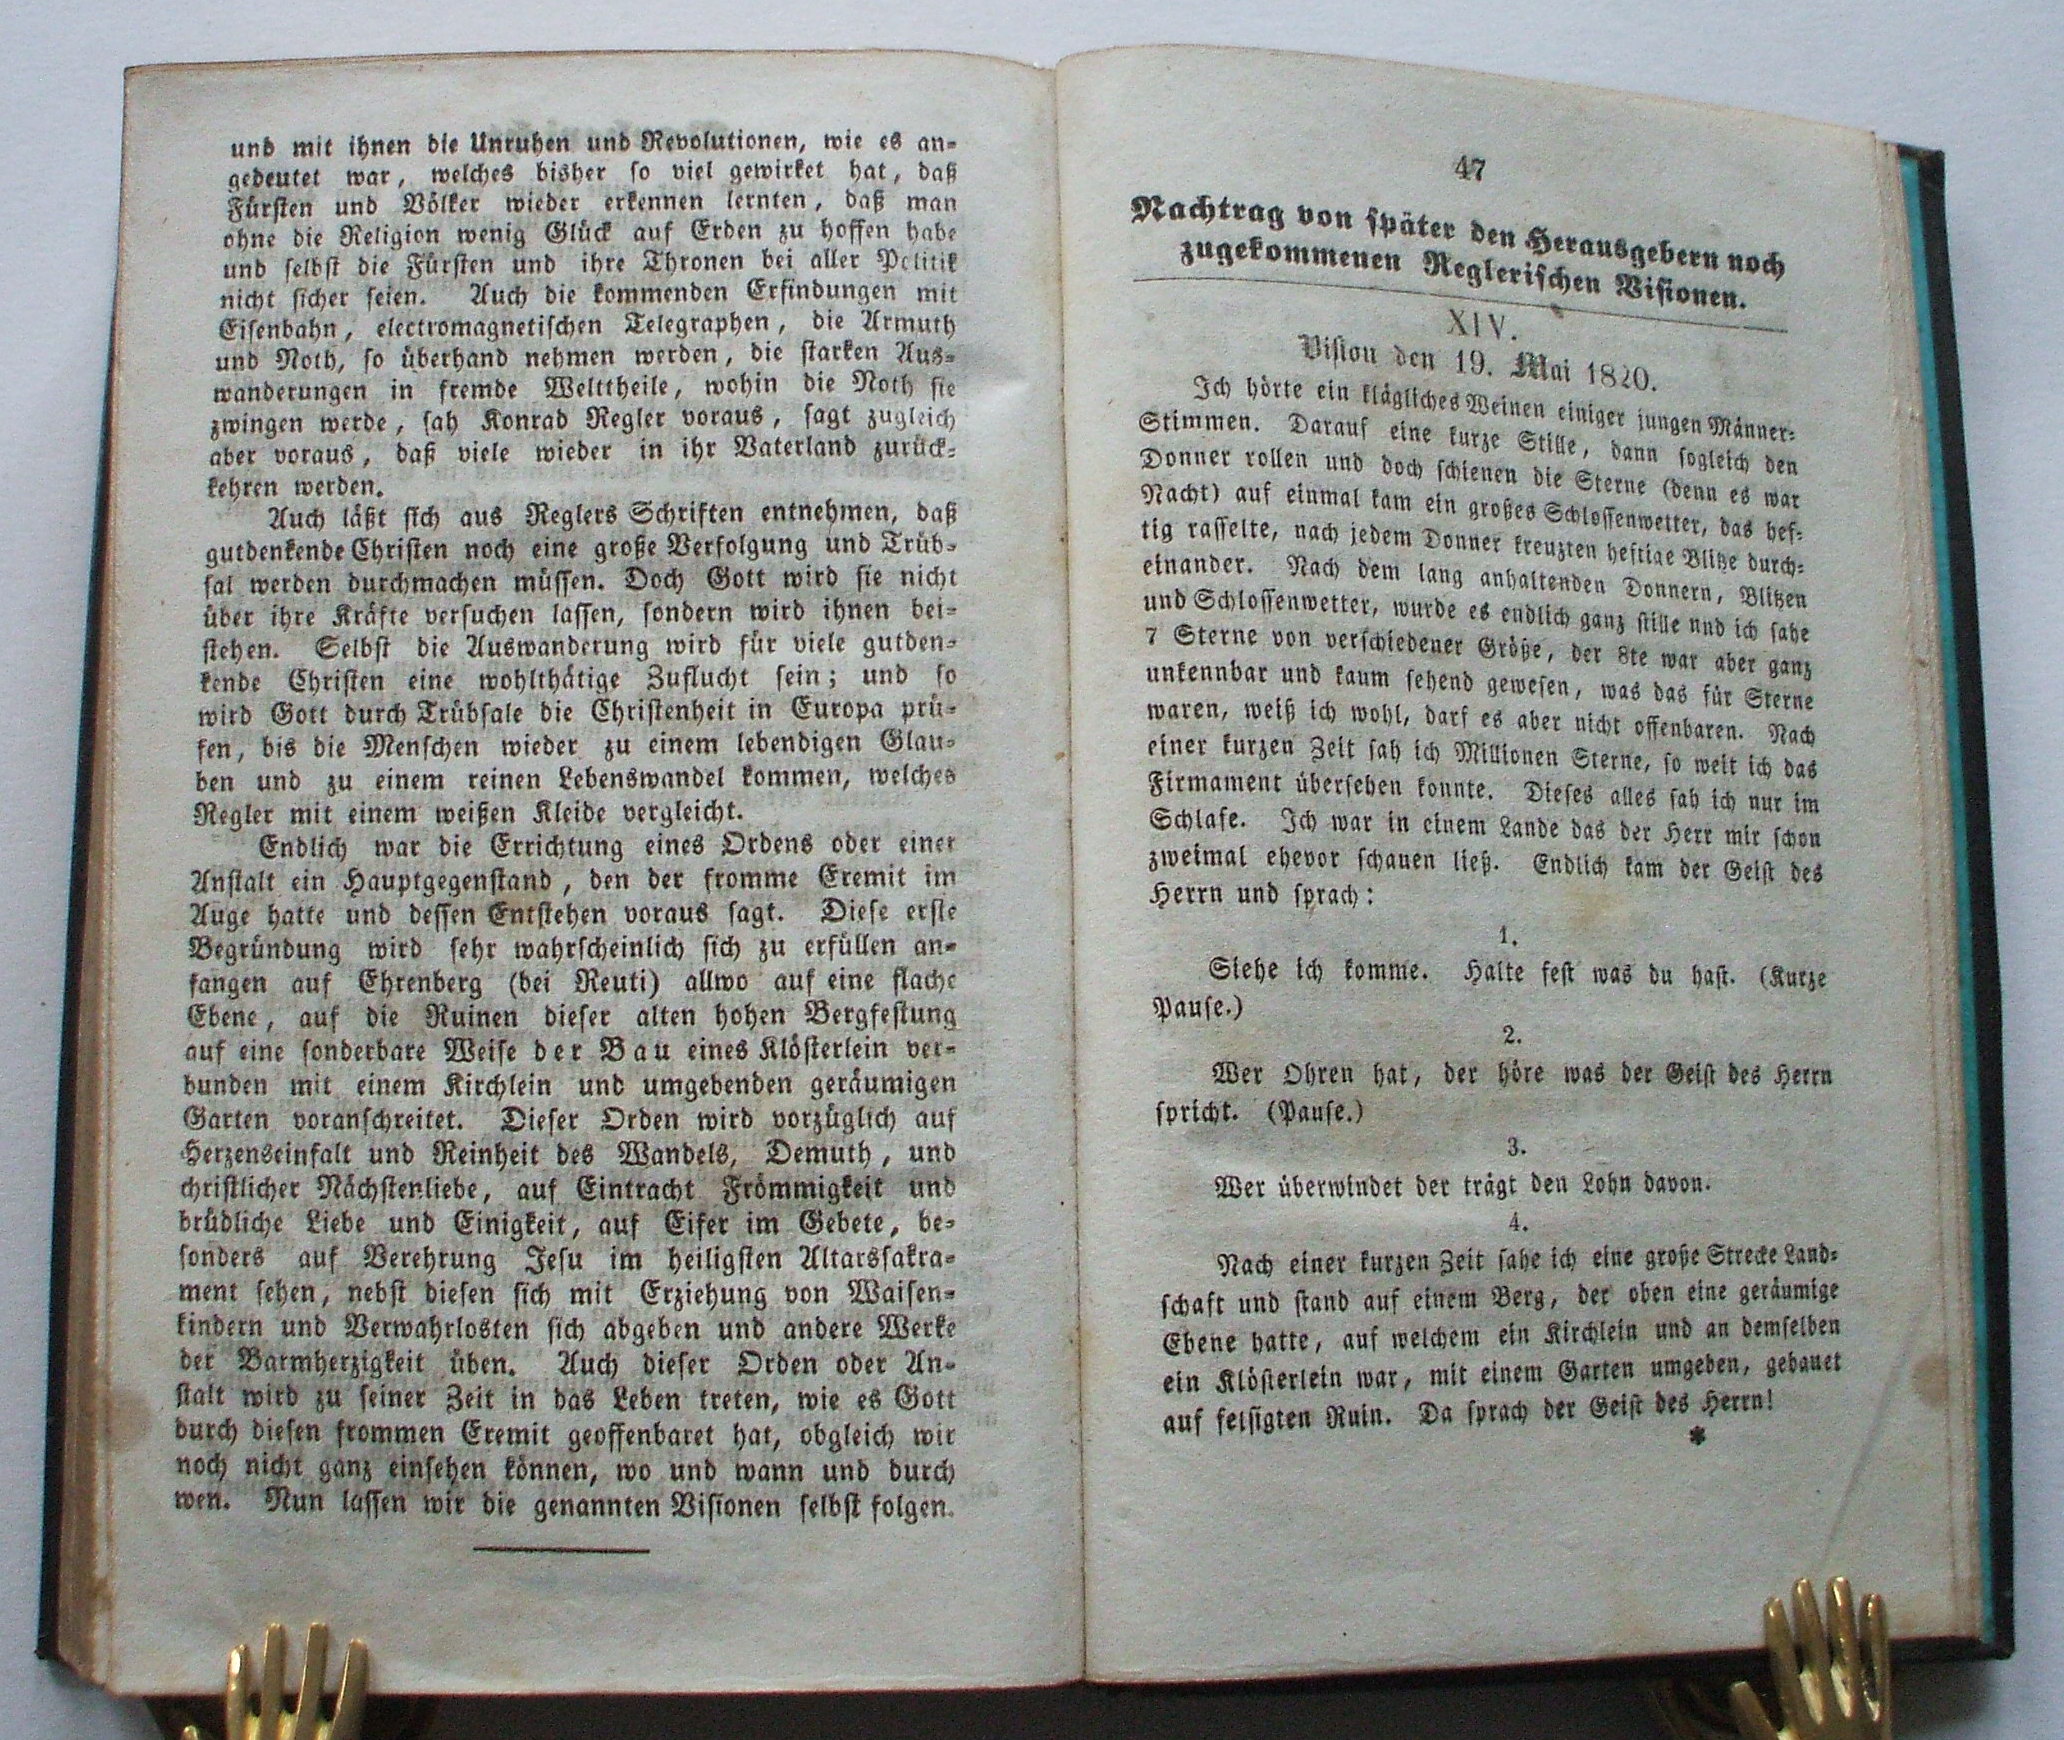 und mit ihnen die Unruhen und Revolutionen, wie es an-
gedeutet war, welches bisher so viel gewirket hat, daß
Fürsten und Völker wieder erkennen lernten, daß man
ohne die Religion wenig Glück auf Erden zu hoffen habe
und selbst die Fürsten und ihre Thronen bei aller Politik
nicht sicher seien. Auch die kommenden Erfindungen mit
Eisenbahn, electromagnetischen Telegraphen, die Armuth
und Noth, so überhand nehmen werden, die starken Aus-
wanderungen in fremde Welttheile, wohin die Noth sie
zwingen werde, sah Konrad Regler voraus, sagt zugleich
aber voraus, daß viele wieder in ihr Vaterland zurück-
kehren werden.
Auch läßt sich aus Reglers Schriften entnehmen, daß
gutdenkende Christen noch eine große Verfolgung und Trüb-
sal werden durchmachen müssen. Doch Gott wird sie nicht
über ihre Kräfte versuchen lassen, sondern wird ihnen bei-
stehen. Selbst die Auswanderung wird für viele gutden-
kende Christen eine wohlthätige Zuflucht sein; und so
wird Gott durch Trübsale die Christenheit in Europa prü-
fen, bis die Menschen wieder zu einem lebendigen Glau-
ben und zu einem reinen Lebenswandel kommen, welches
Regler mit einem weißen Kleide vergleicht.
Endlich war die Errichtung eines Ordens oder einer
Anstalt ein Hauptgegenstand, den der fromme Eremit im
Auge hatte und dessen Entstehen voraus sagt. Diese erste
Begründung wird sehr wahrscheinlich sich zu erfüllen an-
fangen auf Ehrenberg (bei Reuti) allwo auf eine flache
Ebene, auf die Ruinen dieser alten hohen Bergfestung
auf eine sonderbare Weise der Bau eines Klösterlein ver-
bunden mit einem Kirchlein und umgebenden geräumigen
Garten voranschreitet. Dieser Orden wird vorzüglich auf
Herzenseinfalt und Reinheit des Wandels, Demuth, und
christlicher Nächstenliebe, auf Eintracht Frömmigkeit und
brüdliche Liebe und Einigkeit, auf Eifer im Gebete, be-
sonders auf Verehrung Jesu im heiligsten Altarssakra-
ment sehen, nebst diesen sich mit Erziehung von Waisen-
kindern und Verwahrlosten sich abgeben und andere Werke
der Barmherzigkeit üben. Auch dieser Orden oder An-
stalt wird zu seiner Zeit in das Leben treten, wie es Gott
durch diesen frommen Eremit geoffenbaret hat, obgleich wir
noch nicht ganz einsehen können, wo und wann und durch
wen. Nun lassen wir die genannten Visionen selbst folgen.
47
Nachtrag von später den Herausgebern noch
zugekommenen Reglerischen Visionen.
XIV.
Vision den 19. Mai 1820.
Ich hörte ein klägliches Weinen einiger jungen Männer-
Stimmen. Darauf eine kurze Stille, dann sogleich den
Donner rollen und doch schienen die Sterne (denn es war
Nacht) auf einmal kam ein großes Schlossenwetter, das hef-
tig rasselte, nach jedem Donner kreuzten heftige Blitze durch-
einander. Nach dem lang anhaltenden Donnern, Blitzen
und Schlossenwetter, wurde es endlich ganz stille nnd ich sahe
7 Sterne von verschiedener Größe, der 8te war aber ganz
unkennbar und kaum sehend gewesen, was das für Sterne
waren, weiß ich wohl, darf es aber nicht offenbaren. Nach
einer kurzen Zeit sah ich Millionen Sterne, so weit ich das
Firmament übersehen konnte. Dieses alles sah ich nur im
Schlafe. Ich war in einem Lande das der Herr mir schon
zweimal ehevor schauen ließ. Endlich kam der Geist des
Herrn und sprach:
1.
Siehe ich komme. Halte fest was du hast. (Kurze
Pause.)
2.
Wer Ohren hat, der höre was der Geist des Herrn
spricht. (Pause.)
3.
Wer überwindet der trägt den Lohn davon.
4.
Nach einer kurzen Zeit sahe ich eine große Strecke Land-
schaft und stand auf einem Berg, der oben eine geräumige
Ebene hatte, auf welchem ein Kirchlein und an demselben
ein Klösterlein war, mit einem Garten umgeben, gebauet
auf felsigten Ruin. Da sprach der Geist des Herrn!
*